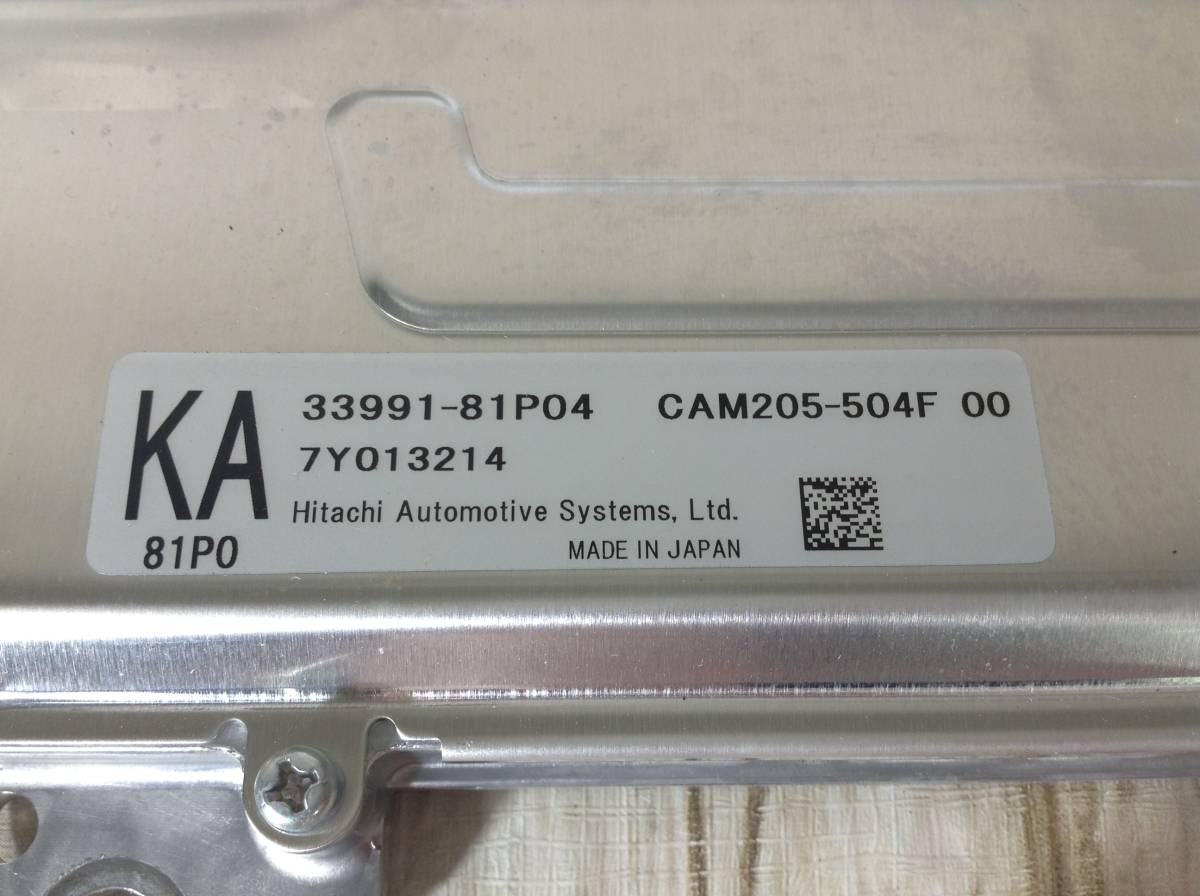 KA 33991-81P04 CAM205-504F 00
7Y013214
Hitachi Automotive Systems, Ltd.
81P0 MADE IN JAPAN